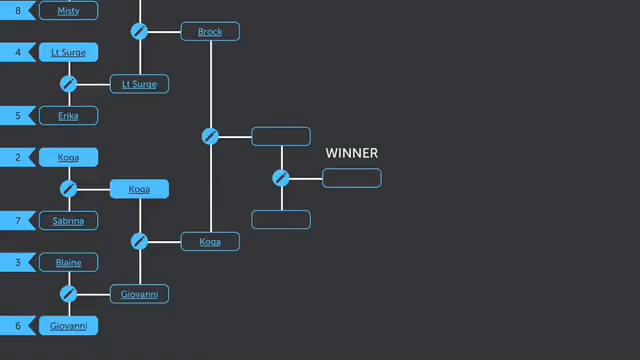 8 Misty
Brock
4 Lt Surge
Lt Surge
5 Erika
2 Koga
WINNER
Koga
7 Sabrina
Koga
3 Blaine
Giovanni
6 Giovanni